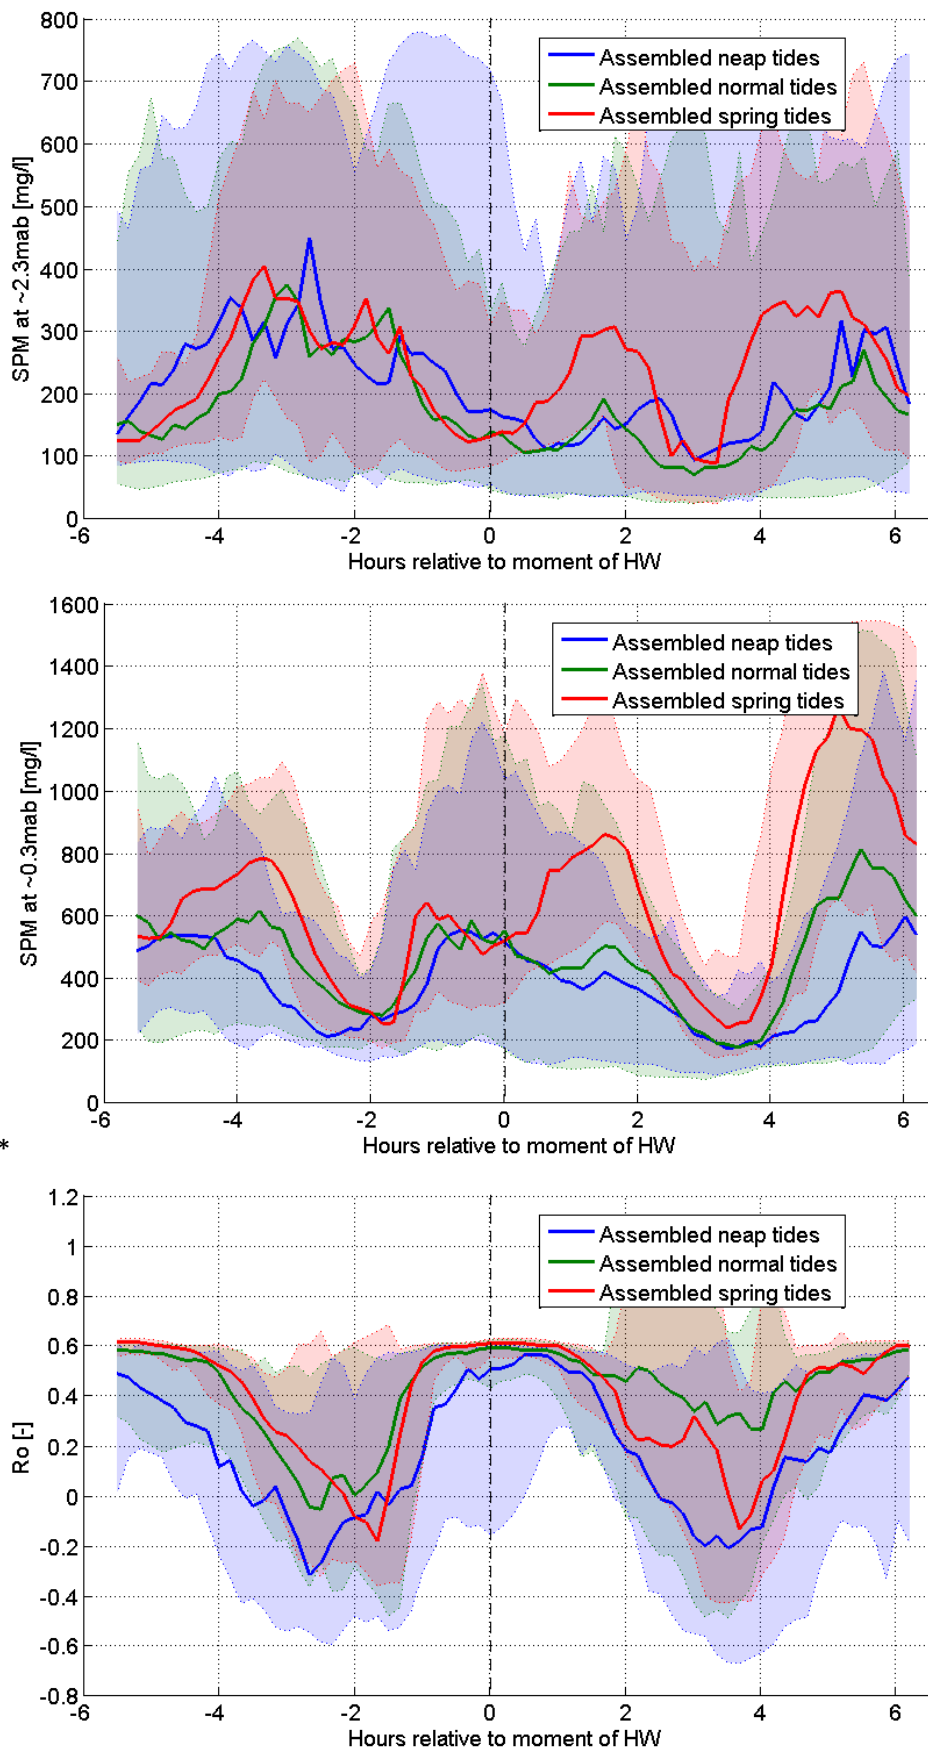 800
700
600
500
400
300
200
100
0
SPM at ~2.3mab [mg/l]
Assembled neap tides
Assembled normal tides
Assembled spring tides
-6 -4 -2 0 2 4 6
Hours relative to moment of HW
1600
1400
1200
1000
800
600
400
200
0
SPM at ~0.3mab [mg/l]
Assembled neap tides
Assembled normal tides
Assembled spring tides
-6 -4 -2 0 2 4 6
Hours relative to moment of HW
*
1.2
1
0.8
0.6
0.4
0.2
0
-0.2
-0.4
-0.6
-0.8
Ro [-]
Assembled neap tides
Assembled normal tides
Assembled spring tides
-6 -4 -2 0 2 4 6
Hours relative to moment of HW